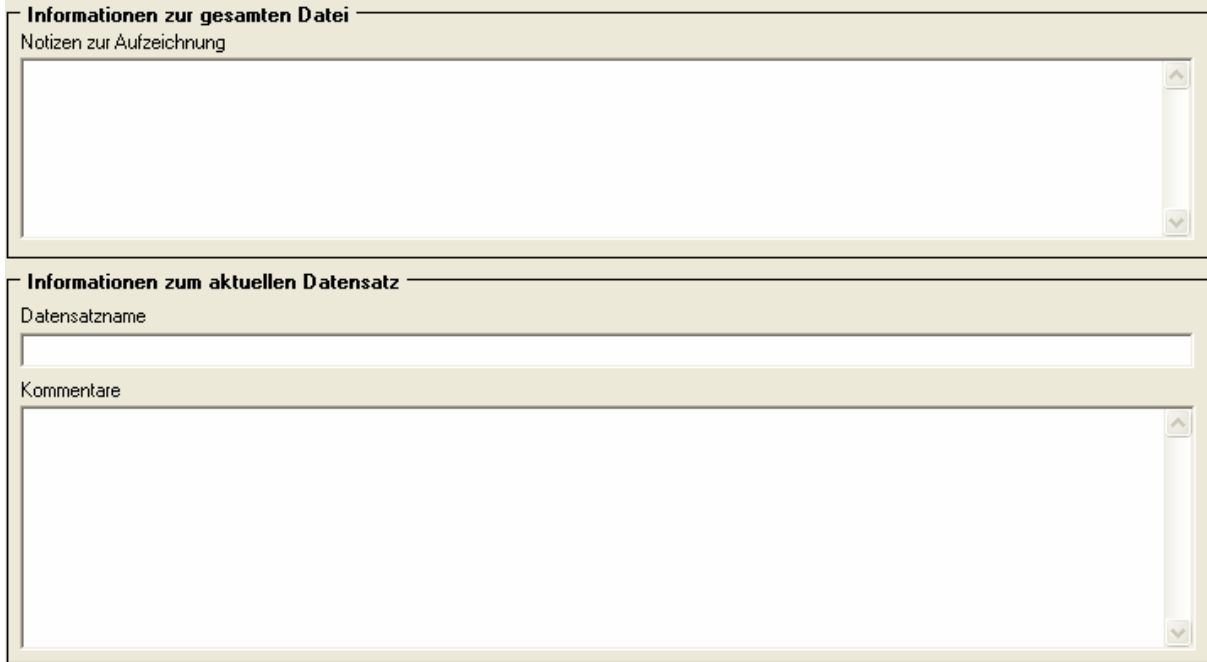 Informationen zur gesamten Datei
Notizen zur Aufzeichnung
Informationen zum aktuellen Datensatz
Datensatzname
Kommentare